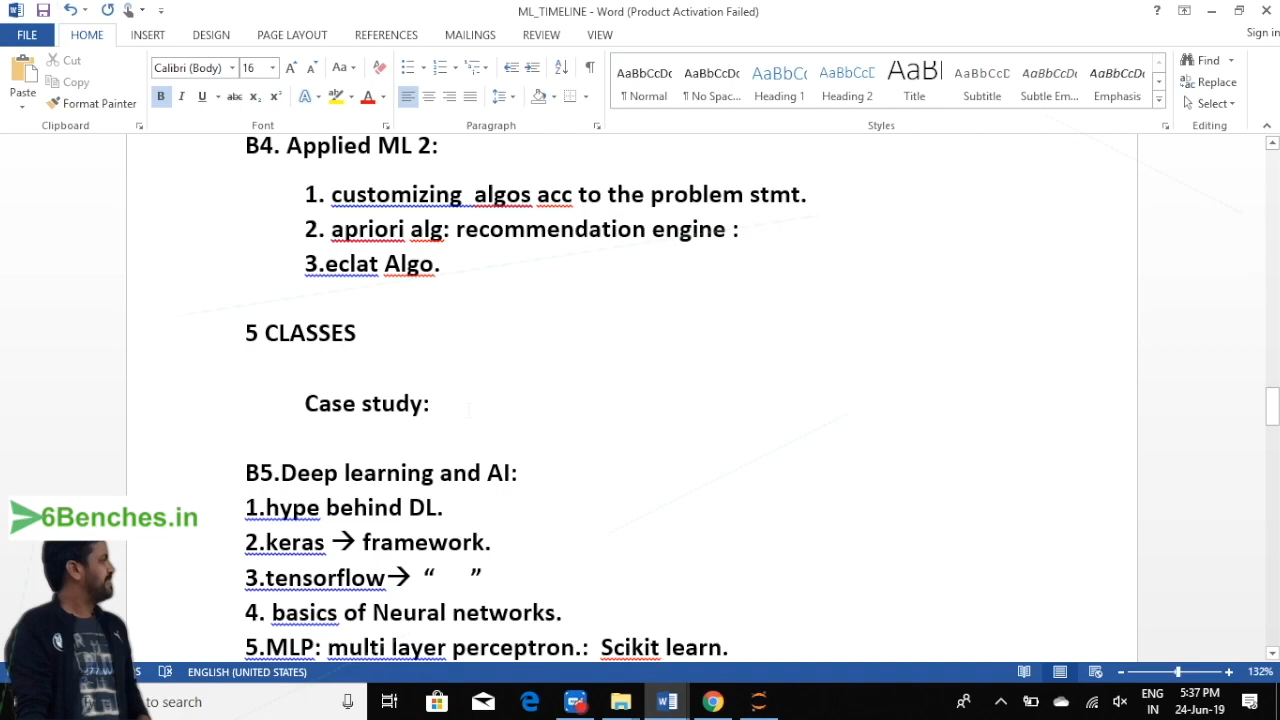 ML_TIMELINE - Word (Product Activation Failed)
FILE HOME INSERT DESIGN PAGE LAYOUT REFERENCES MAILINGS REVIEW VIEW Sign in
Cut
Copy
Format Painter
Paste
Calibri (Body) 16
AaBbCcDc AaBbCcDc AaBbCc AaBbCcD AaBl AaBbCcD AaBbCcDc AaBbCcDc
¶ Normal ¶ No Spac... Heading 1 Heading 2 Title Subtitle Subtle Em... Emphasis
Find
Replace
Select
Clipboard Font Paragraph Styles Editing
B4. Applied ML 2:
1. customizing algos acc to the problem stmt.
2. apriori alg: recommendation engine :
3.eclat Algo.
5 CLASSES
Case study:
B5.Deep learning and AI:
1.hype behind DL.
2.keras → framework.
3.tensorflow→ “ ”
4. basics of Neural networks.
5.MLP: multi layer perceptron.: Scikit learn.
6Benches.in
ENGLISH (UNITED STATES) 132%
here to search
ENG
IN
5:37 PM
24-Jun-19